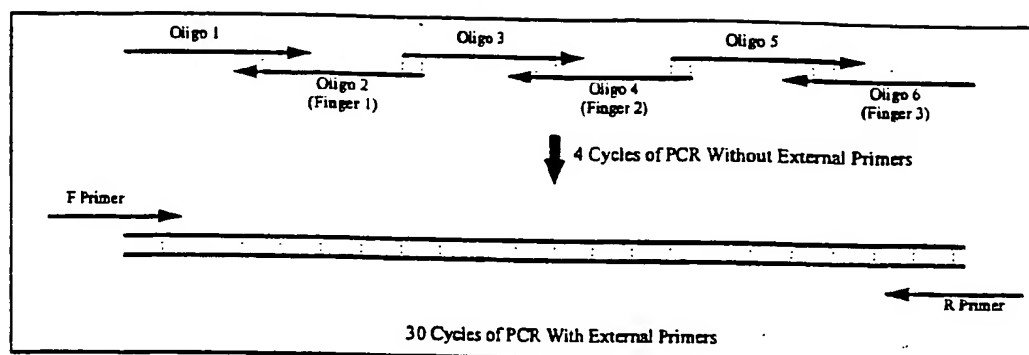 Oligo 1
Oligo 3
Oligo 5
Oligo 2
(Finger 1)
Oligo 4
(Finger 2)
Oligo 6
(Finger 3)
4 Cycles of PCR Without External Primers
F Primer
R Primer
30 Cycles of PCR With External Primers